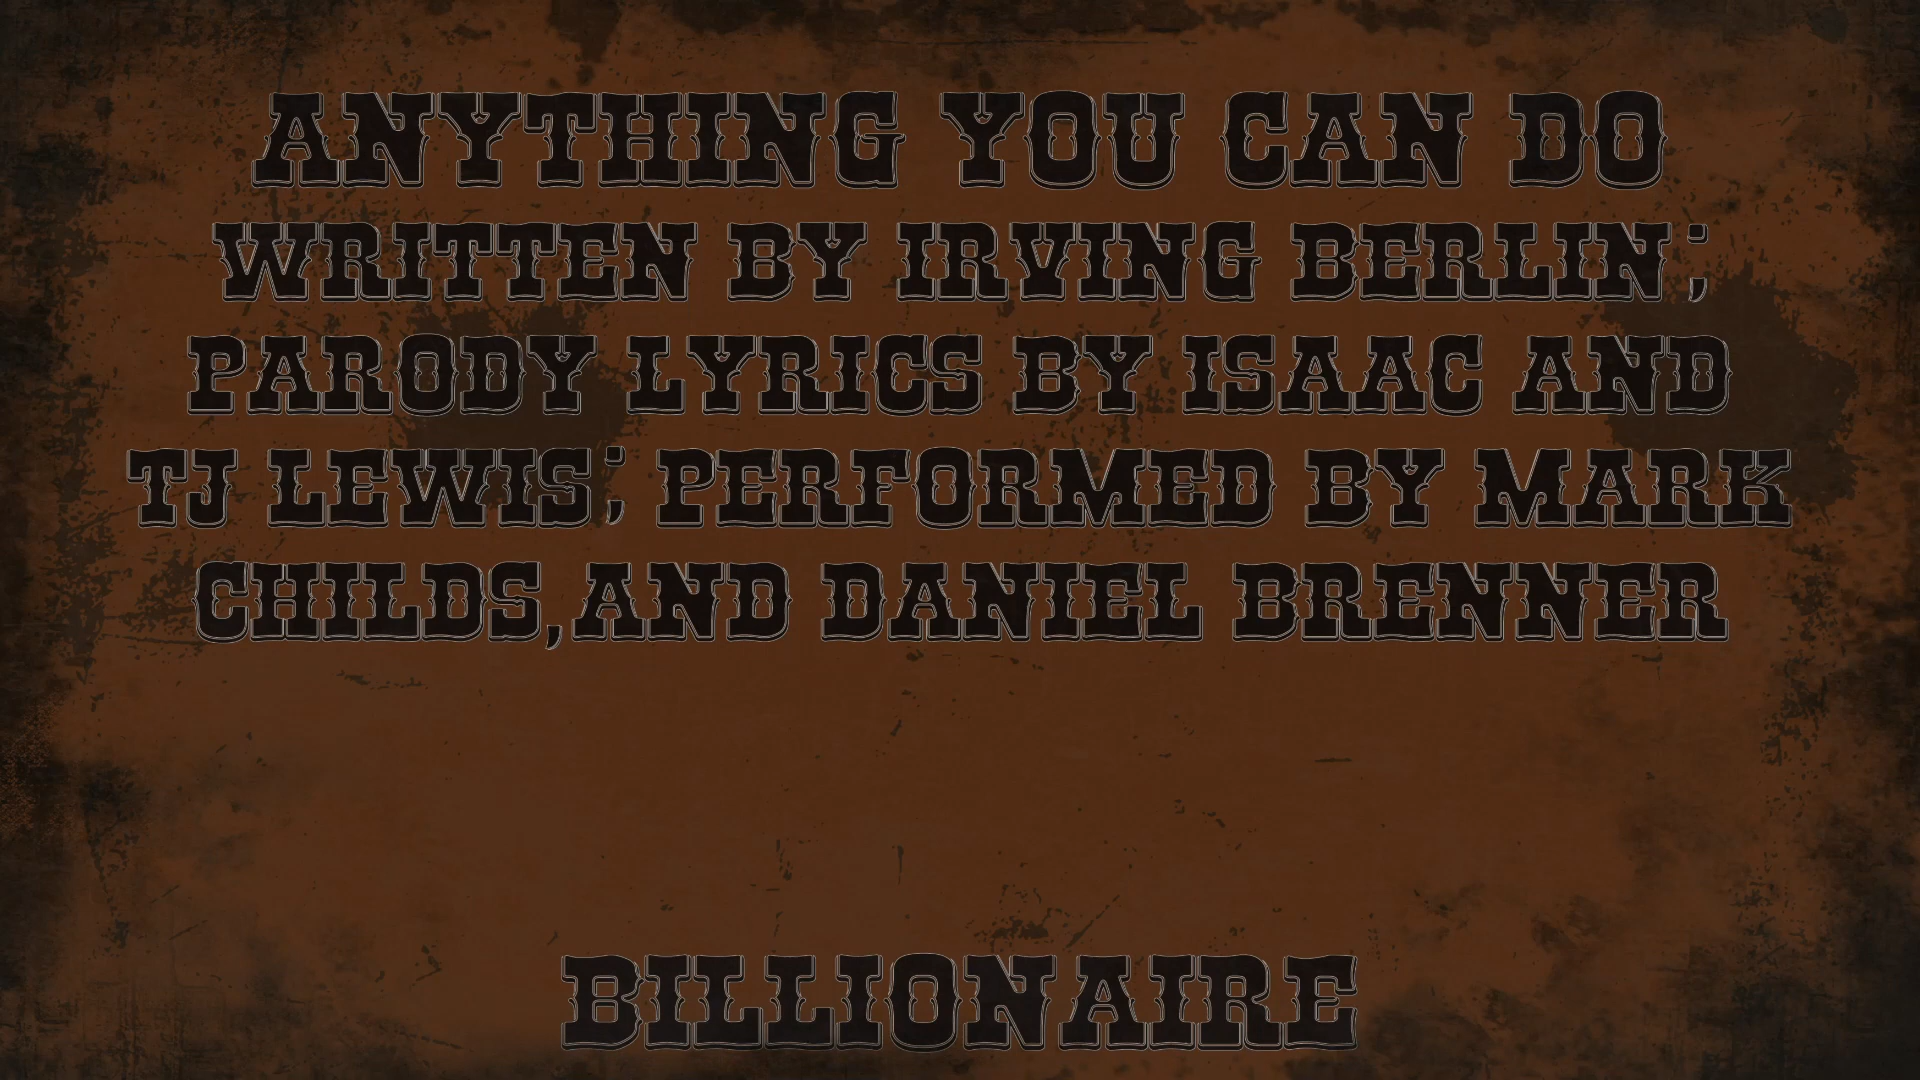 ANYTHING YOU CAN DO
WRITTEN BY IRVING BERLIN;
PARODY LYRICS BY ISAAC AND
TJ LEWIS; PERFORMED BY MARK
CHILDS,AND DANIEL BRENNER
BILLIONAIRE